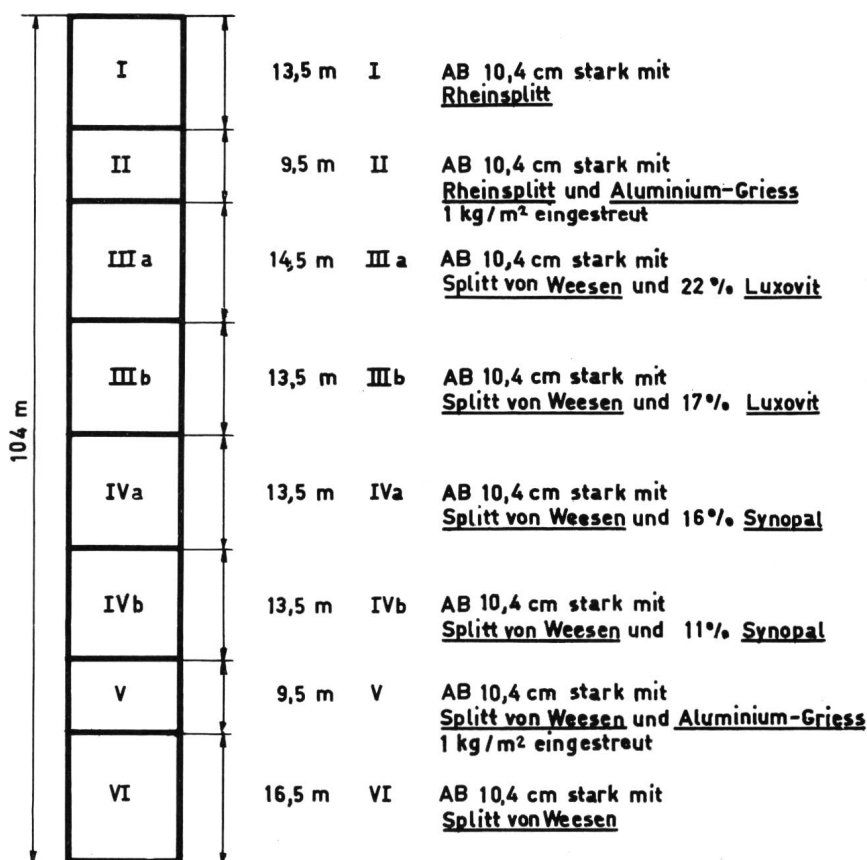 104 m
I 13,5 m I AB 10,4 cm stark mit
Rheinsplitt
II 9,5 m II AB 10,4 cm stark mit
Rheinsplitt und Aluminium-Griess
1 kg/m² eingestreut
IIIa 14,5 m IIIa AB 10,4 cm stark mit
Splitt von Weesen und 22% Luxovit
IIIb 13,5 m IIIb AB 10,4 cm stark mit
Splitt von Weesen und 17% Luxovit
IVa 13,5 m IVa AB 10,4 cm stark mit
Splitt von Weesen und 16% Synopal
IVb 13,5 m IVb AB 10,4 cm stark mit
Splitt von Weesen und 11% Synopal
V 9,5 m V AB 10,4 cm stark mit
Splitt von Weesen und Aluminium-Griess
1 kg/m² eingestreut
VI 16,5 m VI AB 10,4 cm stark mit
Splitt von Weesen